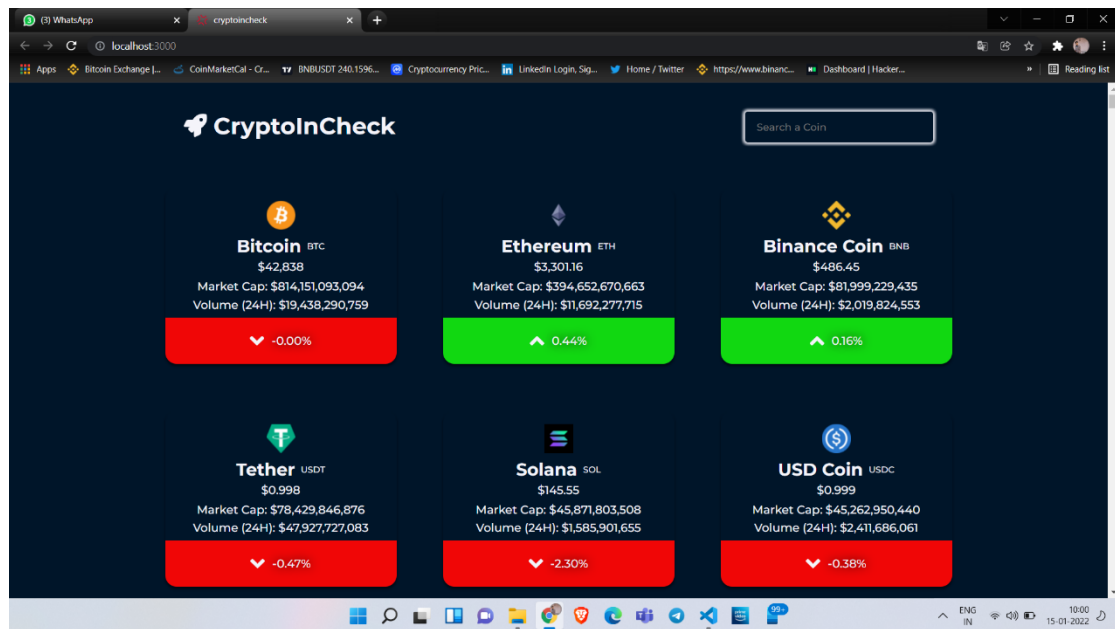 (3) WhatsApp
cryptoincheck
localhost:3000
Apps
Bitcoin Exchange |...
CoinMarketCal - Cr...
BNBUSDT 240.1596...
Cryptocurrency Pric...
LinkedIn Login, Sig...
Home / Twitter
https://www.binanc...
Dashboard | Hacker...
»
Reading list
CryptoInCheck
Search a Coin
Bitcoin BTC
$42,838
Market Cap: $814,151,093,094
Volume (24H): $19,438,290,759
-0.00%
Ethereum ETH
$3,301.16
Market Cap: $394,652,670,663
Volume (24H): $11,692,277,715
0.44%
Binance Coin BNB
$486.45
Market Cap: $81,999,229,435
Volume (24H): $2,019,824,553
0.16%
Tether USDT
$0.998
Market Cap: $78,429,846,876
Volume (24H): $47,927,727,083
-0.47%
Solana SOL
$145.55
Market Cap: $45,871,803,508
Volume (24H): $1,585,901,655
-2.30%
USD Coin USDC
$0.999
Market Cap: $45,262,950,440
Volume (24H): $2,411,686,061
-0.38%
99+
ENG
IN
10:00
15-01-2022